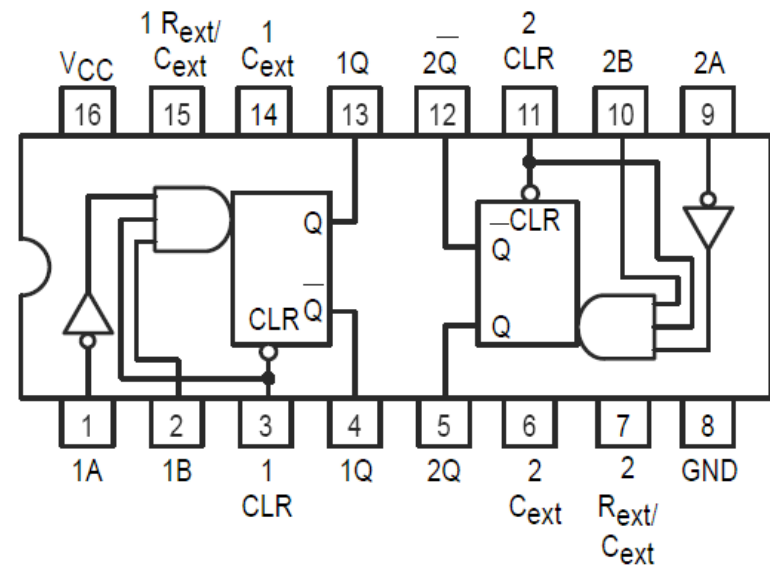 1 Rext/ Cext
1 Cext
2 CLR
VCC 1Q 2Q̅ 2B 2A
16 15 14 13 12 11 10 9
Q
Q̅
CLR
CLR
Q̅
Q
1 2 3 4 5 6 7 8
1A 1B 1Q 2Q GND
1 CLR
2 Cext
2 Rext/ Cext